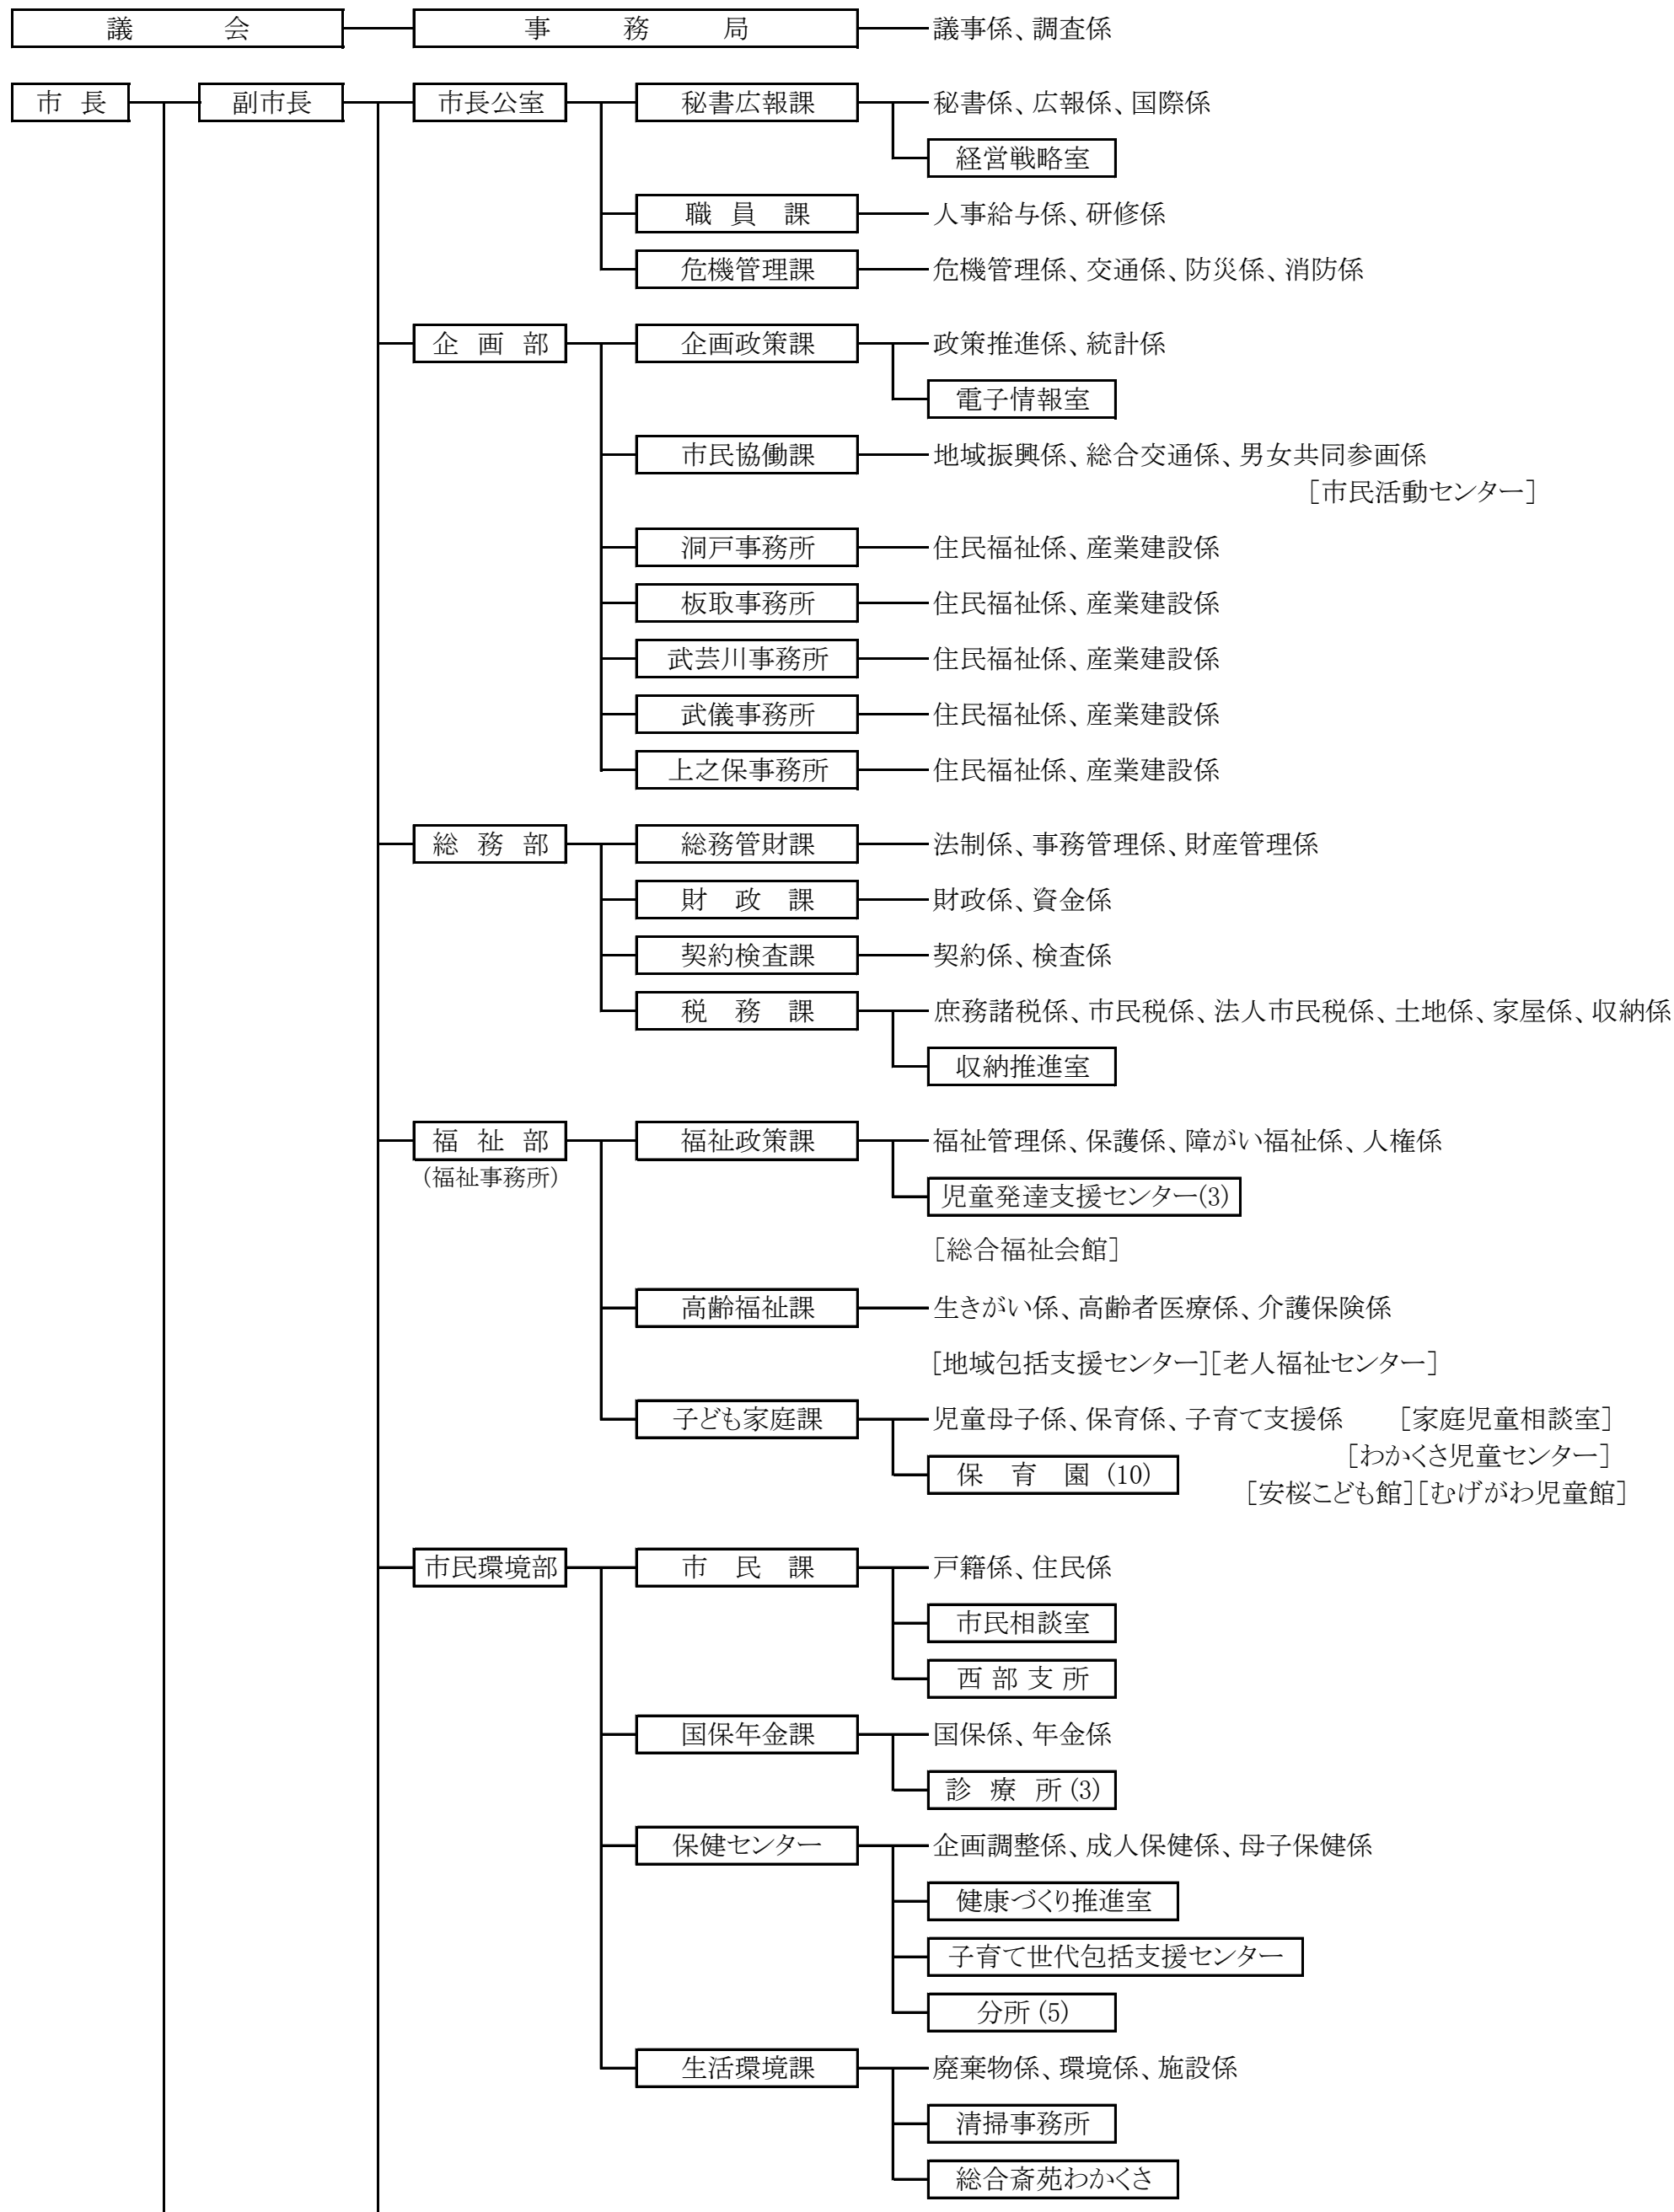 議会 事務局 議事係、調査係
市長 副市長 市長公室 秘書広報課 秘書係、広報係、国際係
経営戦略室
職員課 人事給与係、研修係
危機管理課 危機管理係、交通係、防災係、消防係
企画部 企画政策課 政策推進係、統計係
電子情報室
市民協働課 地域振興係、総合交通係、男女共同参画係
[市民活動センター]
洞戸事務所 住民福祉係、産業建設係
板取事務所 住民福祉係、産業建設係
武芸川事務所 住民福祉係、産業建設係
武儀事務所 住民福祉係、産業建設係
上之保事務所 住民福祉係、産業建設係
総務部 総務管財課 法制係、事務管理係、財産管理係
財政課 財政係、資金係
契約検査課 契約係、検査係
税務課 庶務諸税係、市民税係、法人市民税係、土地係、家屋係、収納係
収納推進室
福祉部 福祉政策課 福祉管理係、保護係、障がい福祉係、人権係
(福祉事務所)
児童発達支援センター(3)
[総合福祉会館]
高齢福祉課 生きがい係、高齢者医療係、介護保険係
[地域包括支援センター][老人福祉センター]
子ども家庭課 児童母子係、保育係、子育て支援係 [家庭児童相談室]
[わかくさ児童センター]
保育園(10)
[安桜こども館][むげがわ児童館]
市民環境部 市民課 戸籍係、住民係
市民相談室
西部支所
国保年金課 国保係、年金係
診療所(3)
保健センター 企画調整係、成人保健係、母子保健係
健康づくり推進室
子育て世代包括支援センター
分所(5)
生活環境課 廃棄物係、環境係、施設係
清掃事務所
総合斎苑わかくさ